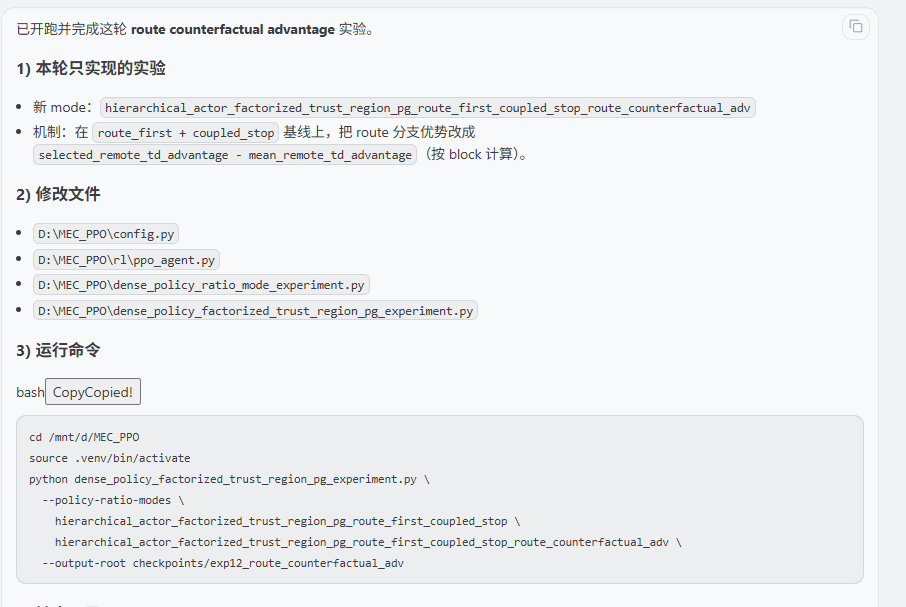 已开跑并完成这轮 route counterfactual advantage 实验。
1) 本轮只实现的实验
• 新 mode： hierarchical_actor_factorized_trust_region_pg_route_first_coupled_stop_route_counterfactual_adv
• 机制：在 route_first + coupled_stop 基线上，把 route 分支优势改成
selected_remote_td_advantage - mean_remote_td_advantage （按 block 计算）。
2) 修改文件
• D:\MEC_PPO\config.py
• D:\MEC_PPO\rl\ppo_agent.py
• D:\MEC_PPO\dense_policy_ratio_mode_experiment.py
• D:\MEC_PPO\dense_policy_factorized_trust_region_pg_experiment.py
3) 运行命令
bash CopyCopied!
cd /mnt/d/MEC_PPO
source .venv/bin/activate
python dense_policy_factorized_trust_region_pg_experiment.py \
--policy-ratio-modes \
hierarchical_actor_factorized_trust_region_pg_route_first_coupled_stop \
hierarchical_actor_factorized_trust_region_pg_route_first_coupled_stop_route_counterfactual_adv \
--output-root checkpoints/exp12_route_counterfactual_adv